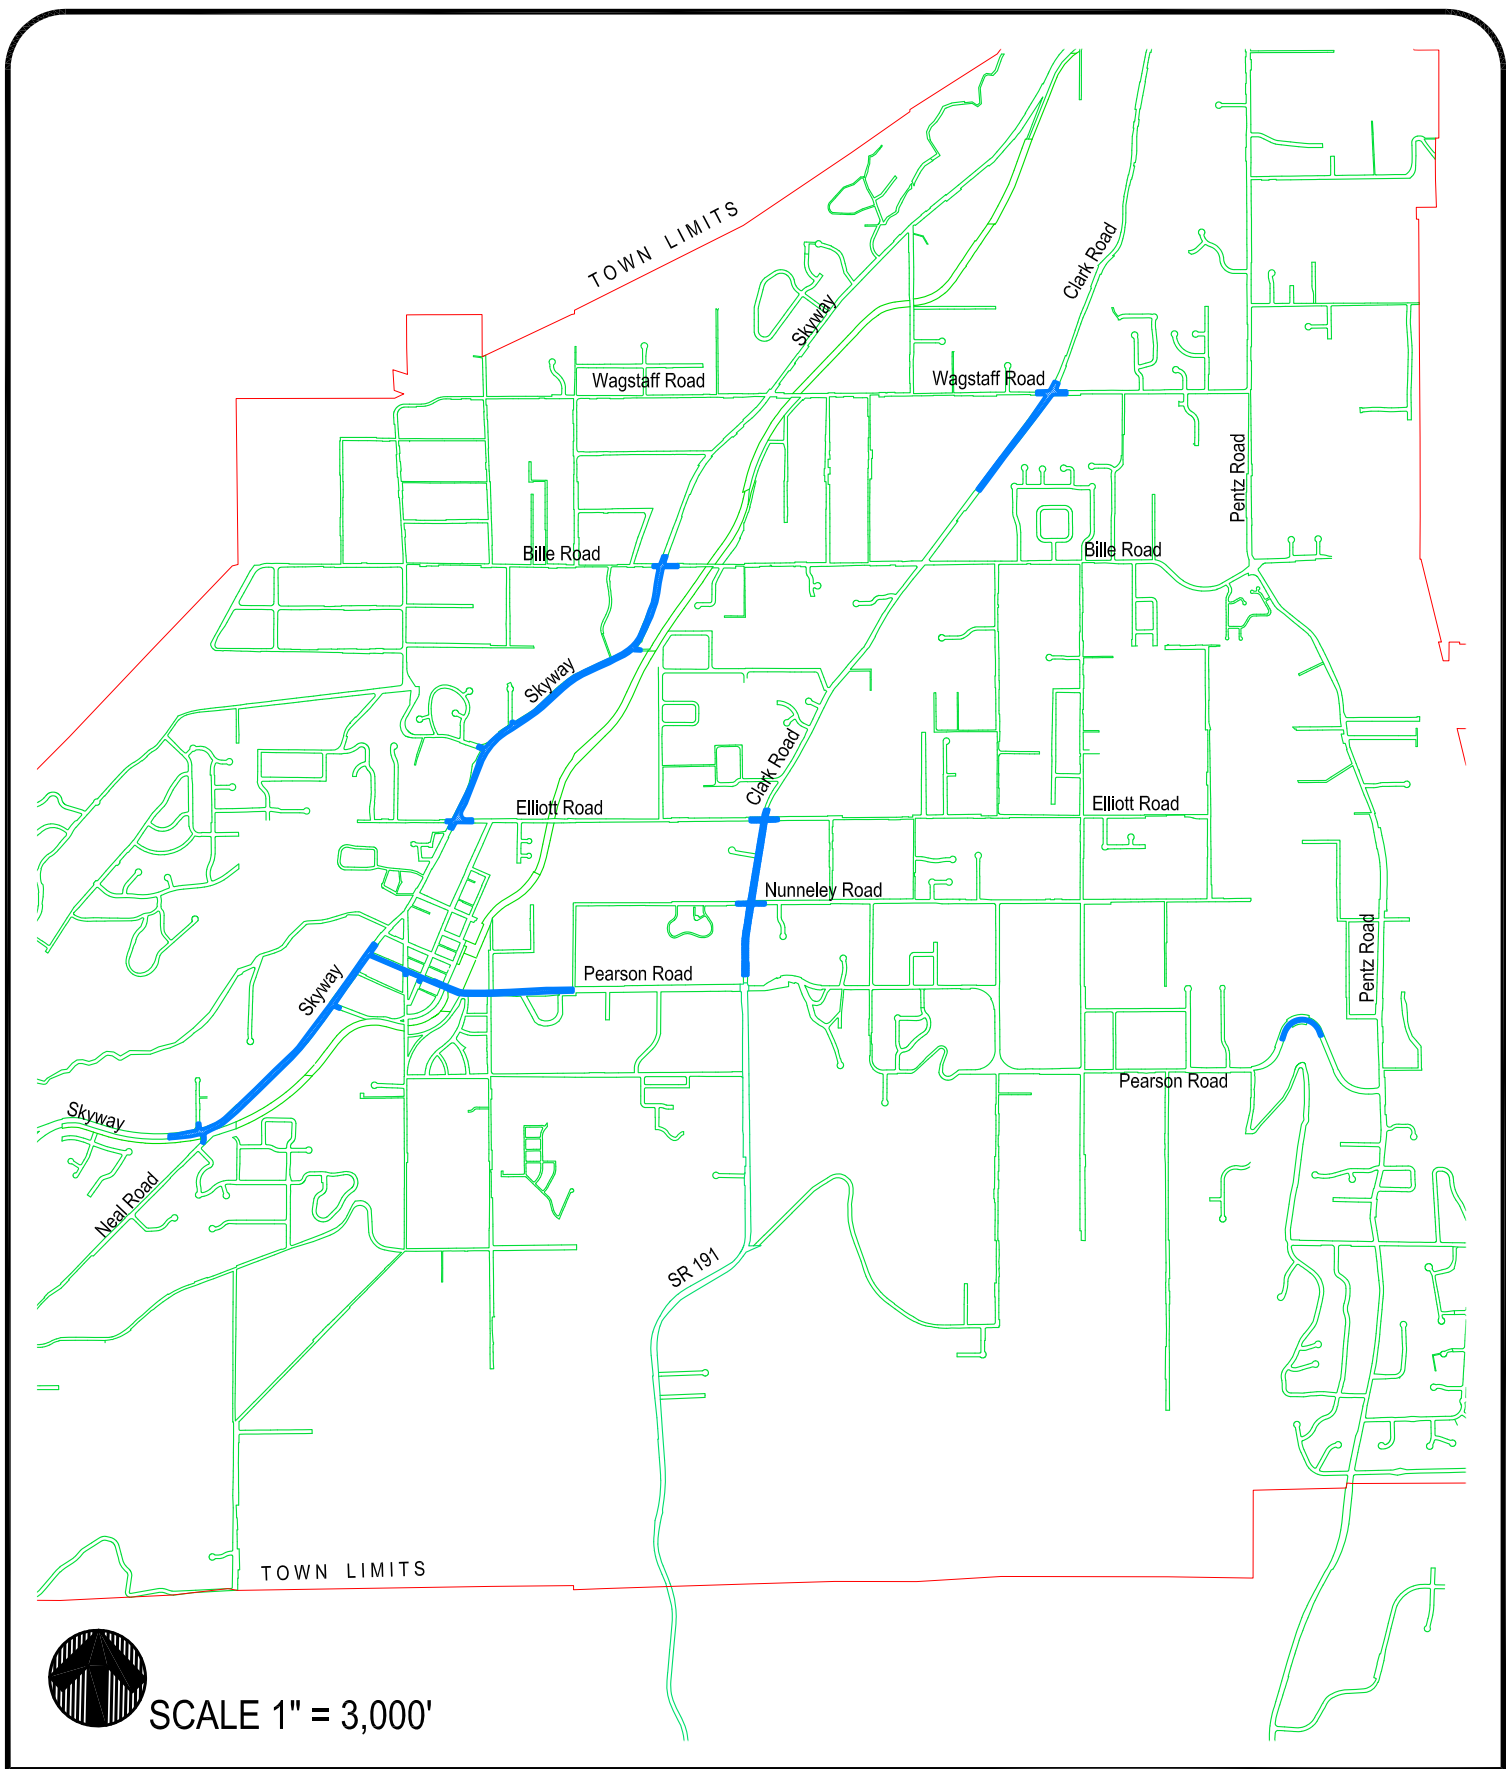 TOWN LIMITS
Clark Road
Skyway
Wagstaff Road
Wagstaff Road
Pentz Road
Bille Road
Bille Road
Skyway
Clark Road
Elliott Road
Elliott Road
Nunneley Road
Pentz Road
Skyway
Pearson Road
Pearson Road
Skyway
Neal Road
SR 191
TOWN LIMITS
SCALE 1" = 3,000'